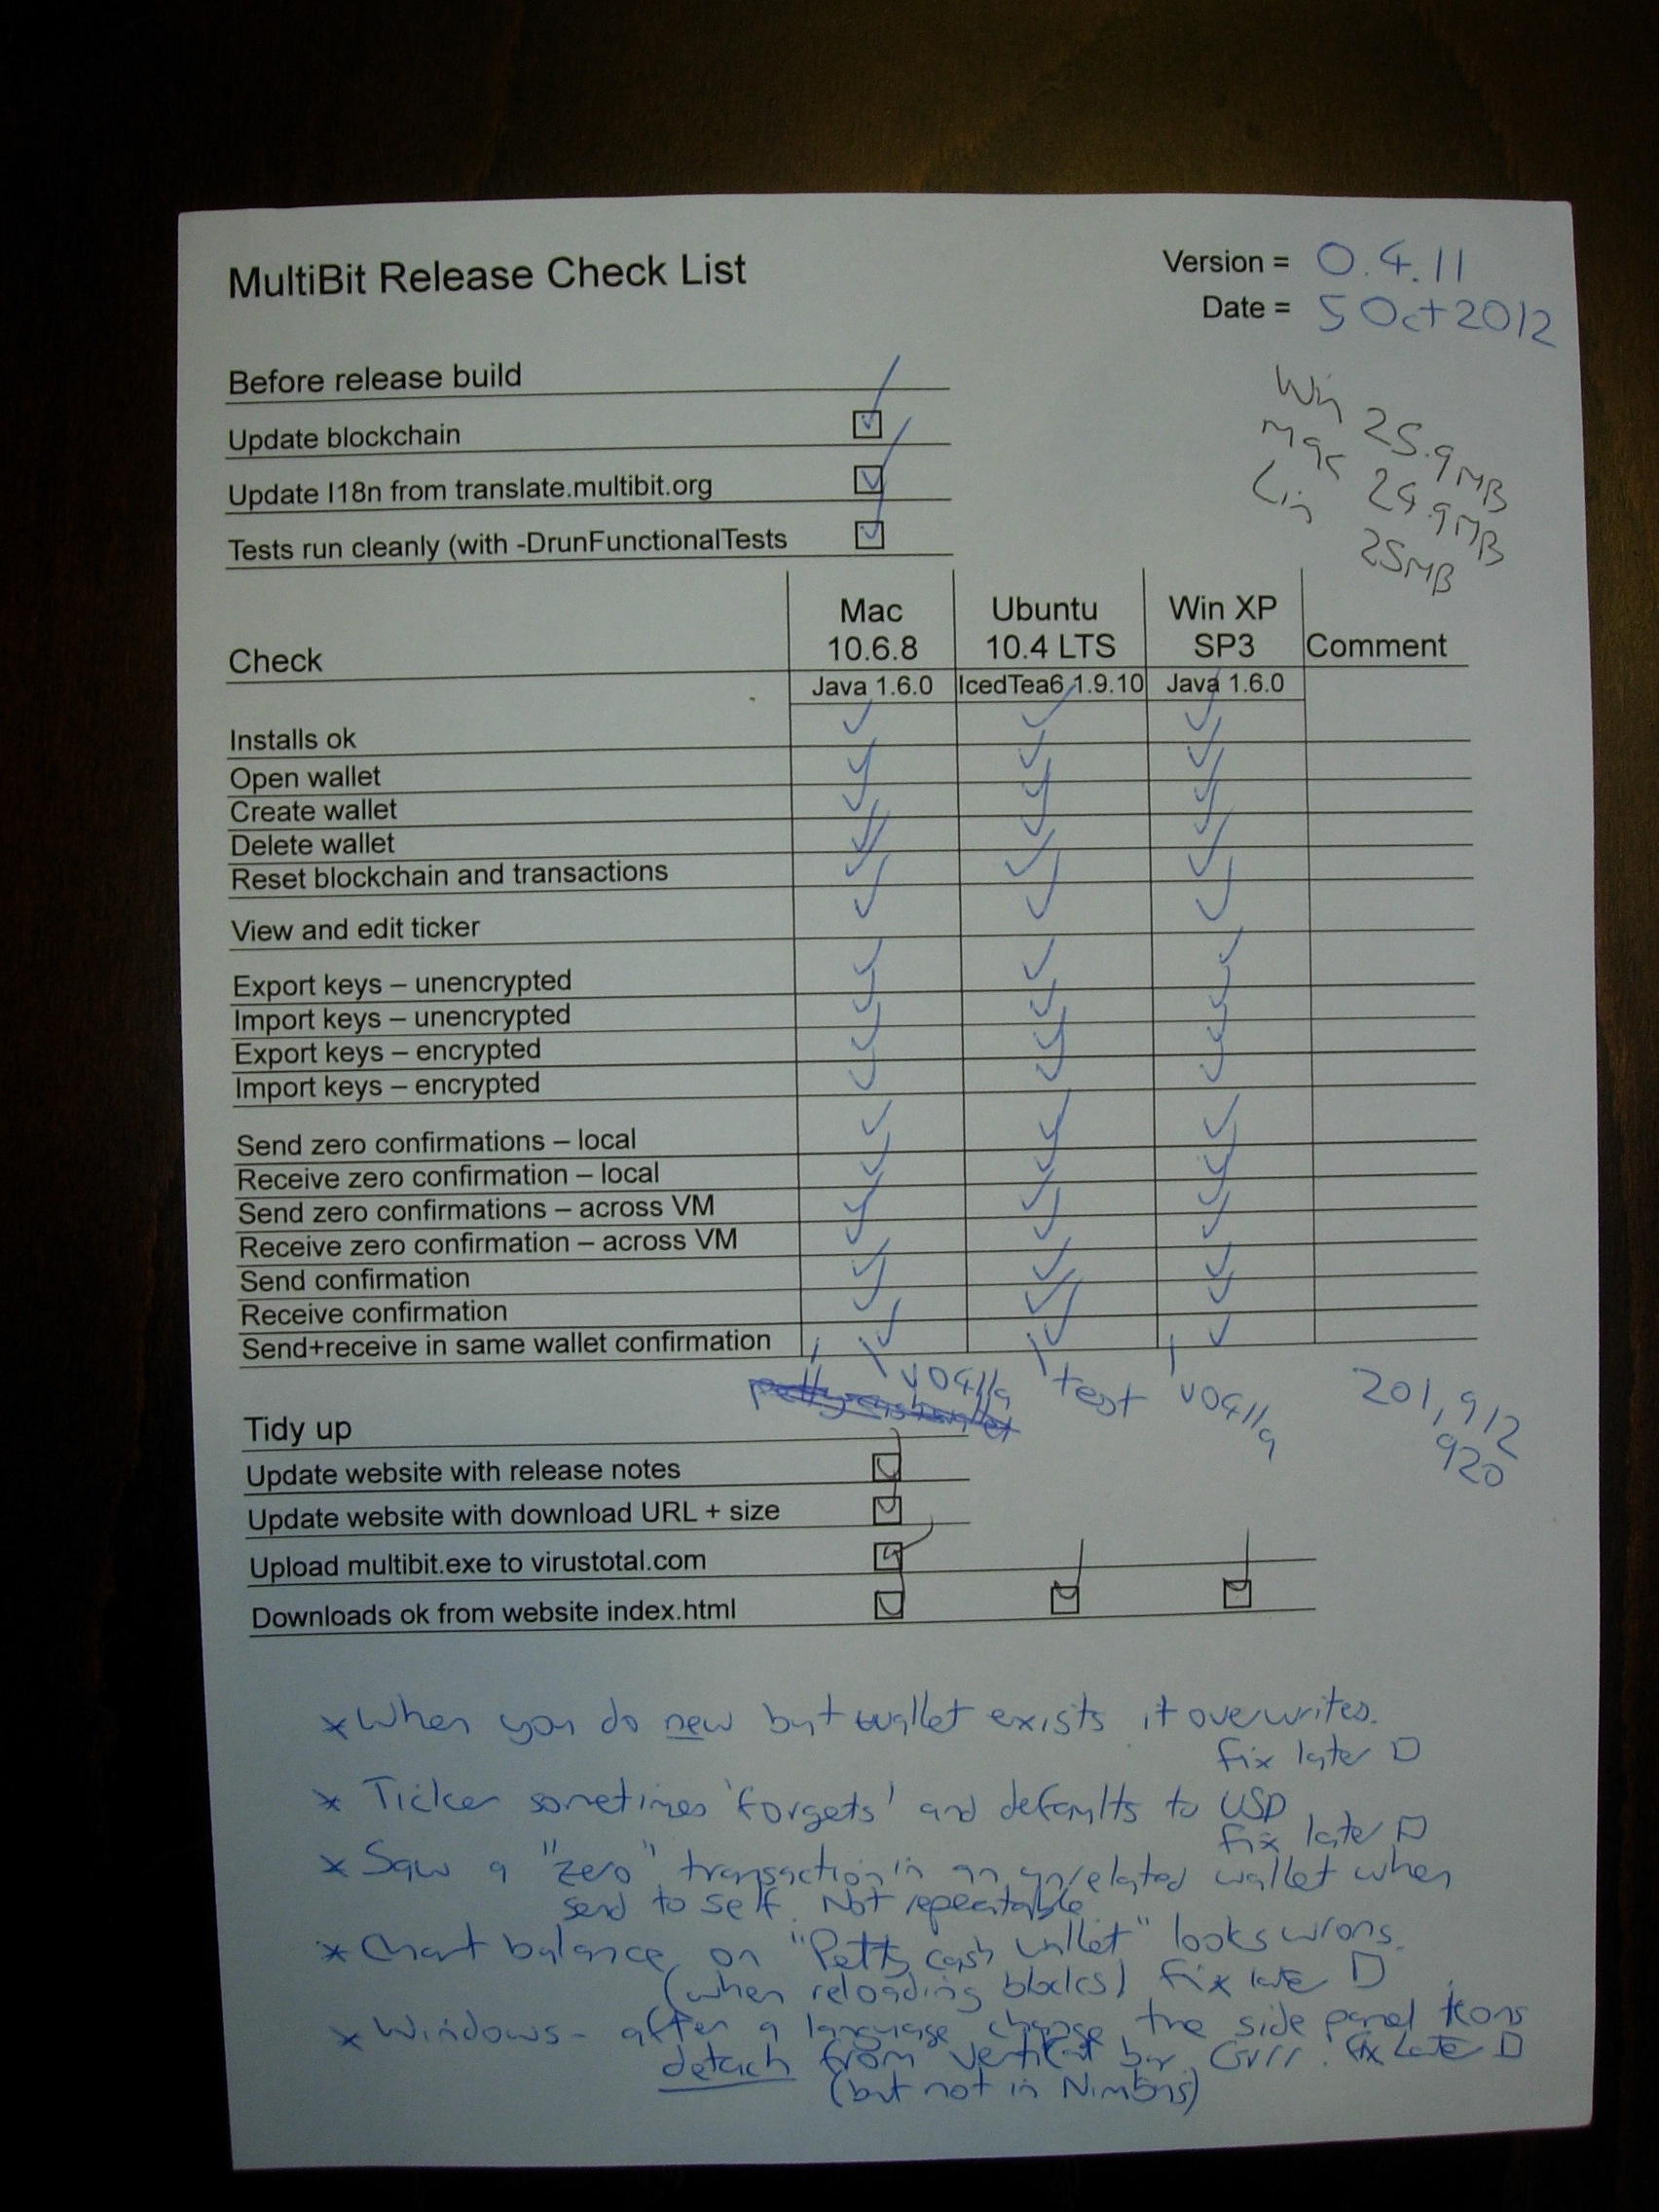 MultiBit Release Check List
Version = 0.4.11
Date = 5 Oct 2012
Before release build
Update blockchain
Update I18n from translate.multibit.org
Tests run cleanly (with -DrunFunctionalTests
Win 25.9MB
Mac 24.9MB
Lin 25MB
Check Mac 10.6.8 Ubuntu 10.4 LTS Win XP SP3 Comment
Java 1.6.0 IcedTea6 1.9.10 Java 1.6.0
Installs ok
Open wallet
Create wallet
Delete wallet
Reset blockchain and transactions
View and edit ticker
Export keys – unencrypted
Import keys – unencrypted
Export keys – encrypted
Import keys – encrypted
Send zero confirmations – local
Receive zero confirmation – local
Send zero confirmations – across VM
Receive zero confirmation – across VM
Send confirmation
Receive confirmation
Send+receive in same wallet confirmation
v0411a test v0411a 201,912
920
Tidy up
Update website with release notes
Update website with download URL + size
Upload multibit.exe to virustotal.com
Downloads ok from website index.html
* When you do new but wallet exists it overwrites.
fix later
* Ticker sometimes 'forgets' and defaults to USD
fix later
* Saw a "zero" transaction in an unrelated wallet when
send to self. Not repeatable
* Chart balance on "Petty cash wallet" looks wrong.
(when reloading blocks) fix late
* Windows - after a language change the side panel icons
detach from vertical bar. Grrr. fix late
(but not in Nimbus)